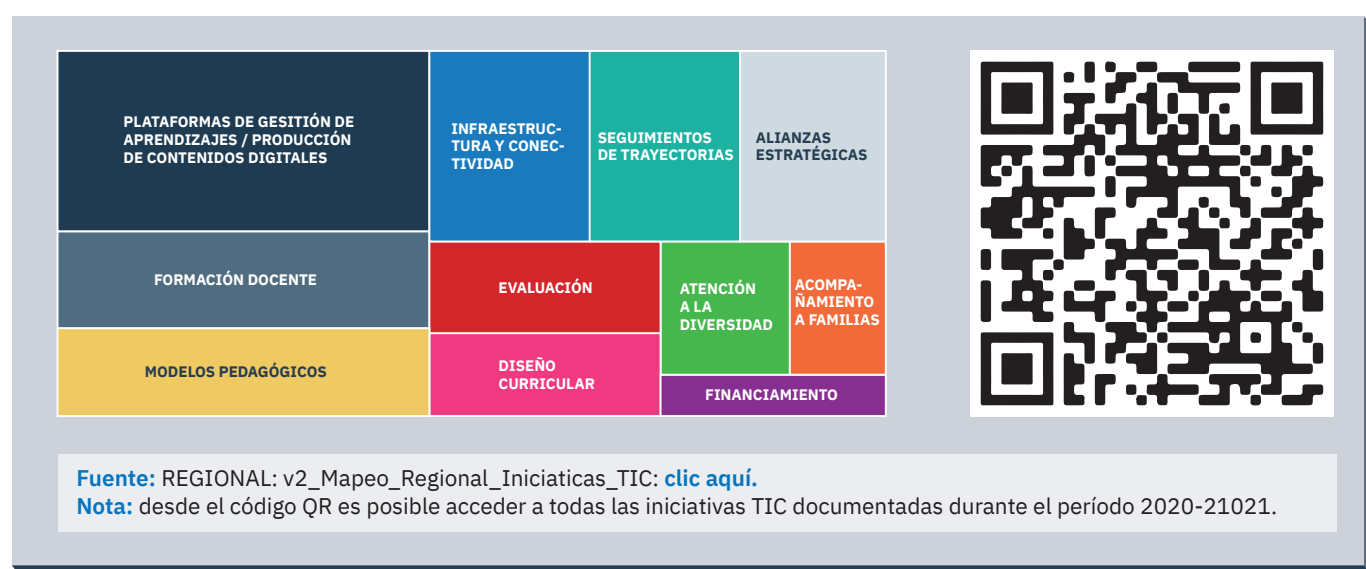 PLATAFORMAS DE GESTIÓN DE
APRENDIZAJES / PRODUCCIÓN
DE CONTENIDOS DIGITALES
INFRAESTRUC-
TURA Y CONEC-
TIVIDAD
SEGUIMIENTOS
DE TRAYECTORIAS
ALIANZAS
ESTRATÉGICAS
FORMACIÓN DOCENTE
EVALUACIÓN
ATENCIÓN
A LA
DIVERSIDAD
ACOMPA-
ÑAMIENTO
A FAMILIAS
MODELOS PEDAGÓGICOS
DISEÑO
CURRICULAR
FINANCIAMIENTO
Fuente: REGIONAL: v2_Mapeo_Regional_Iniciaticas_TIC: clic aquí.
Nota: desde el código QR es posible acceder a todas las iniciativas TIC documentadas durante el período 2020-21021.